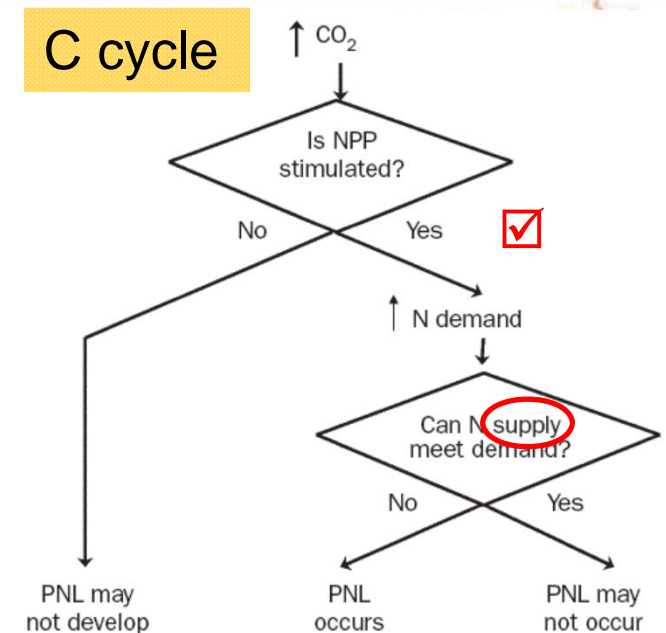 C cycle
↑ CO₂
Is NPP
stimulated?
No
Yes
↑ N demand
Can N supply
meet demand?
No
Yes
PNL may
not develop
PNL
occurs
PNL may
not occur